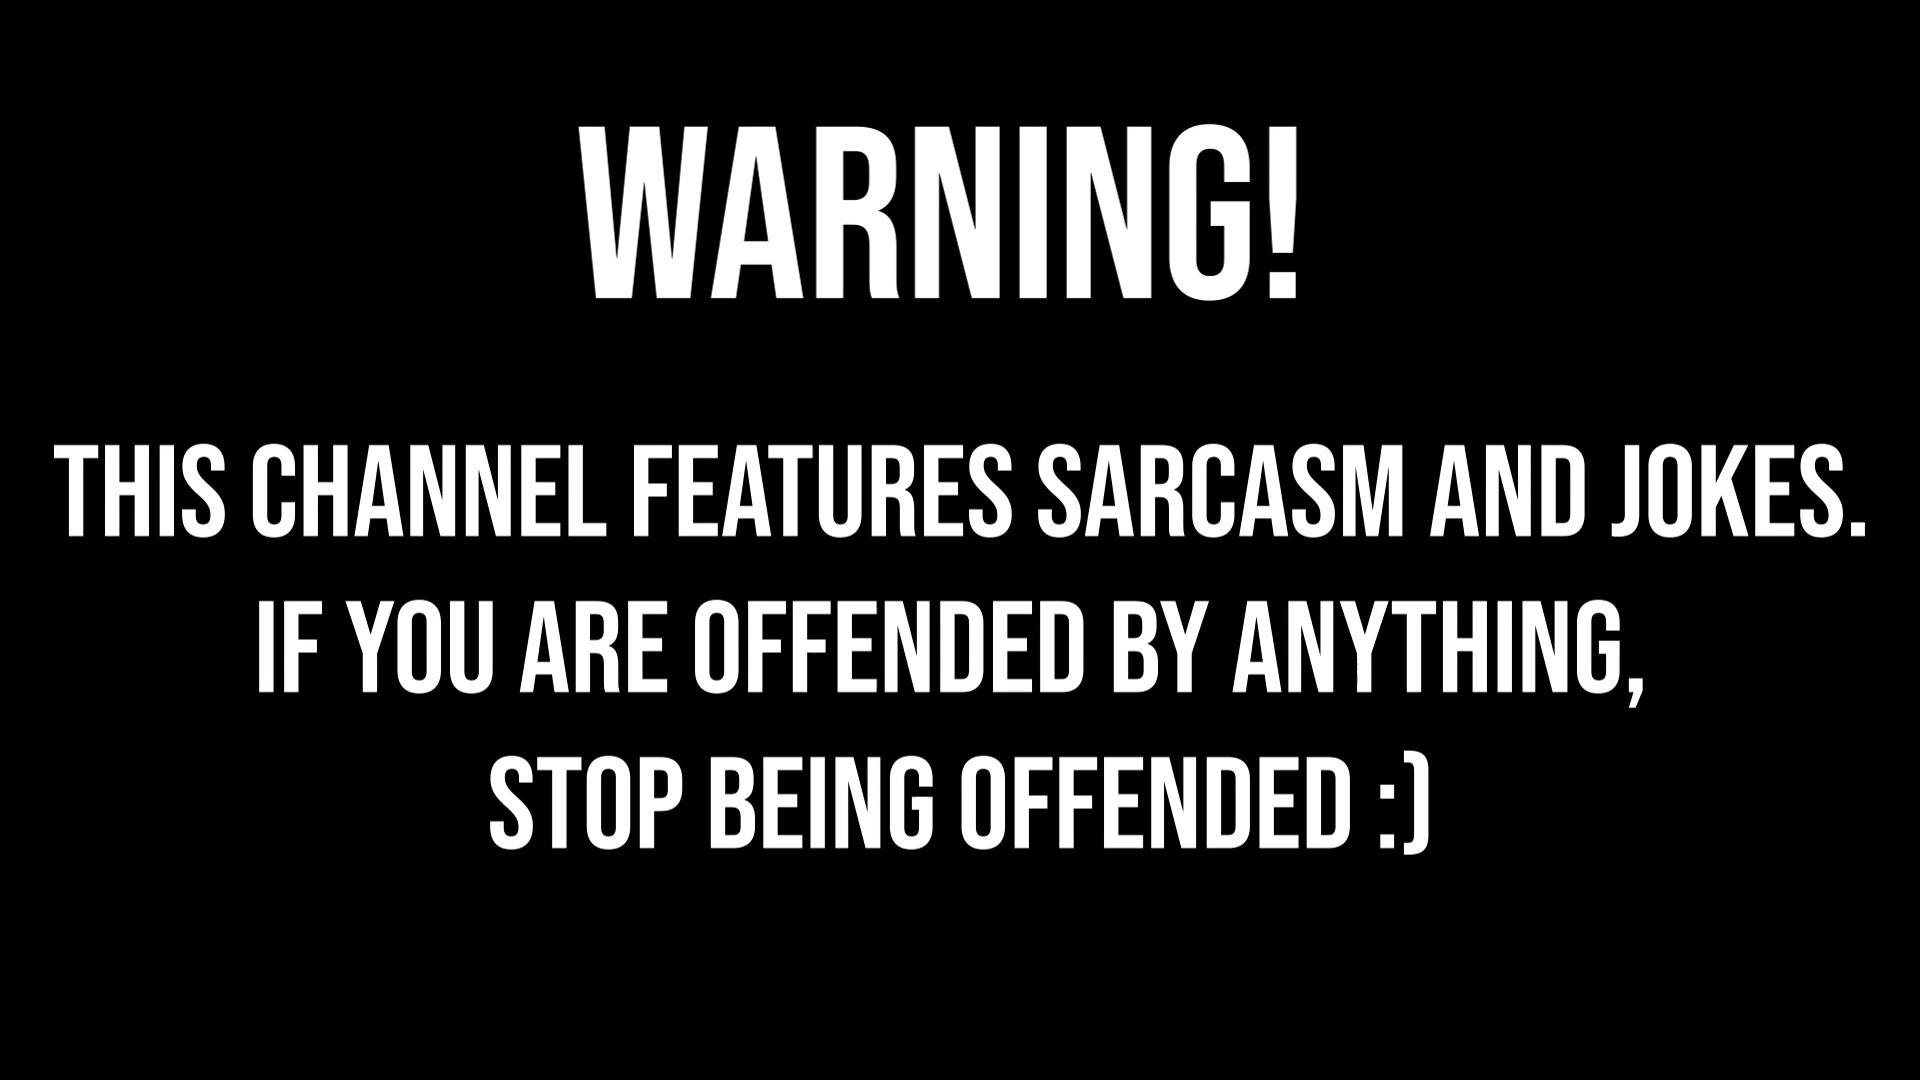 WARNING!
THIS CHANNEL FEATURES SARCASM AND JOKES.
IF YOU ARE OFFENDED BY ANYTHING,
STOP BEING OFFENDED :)